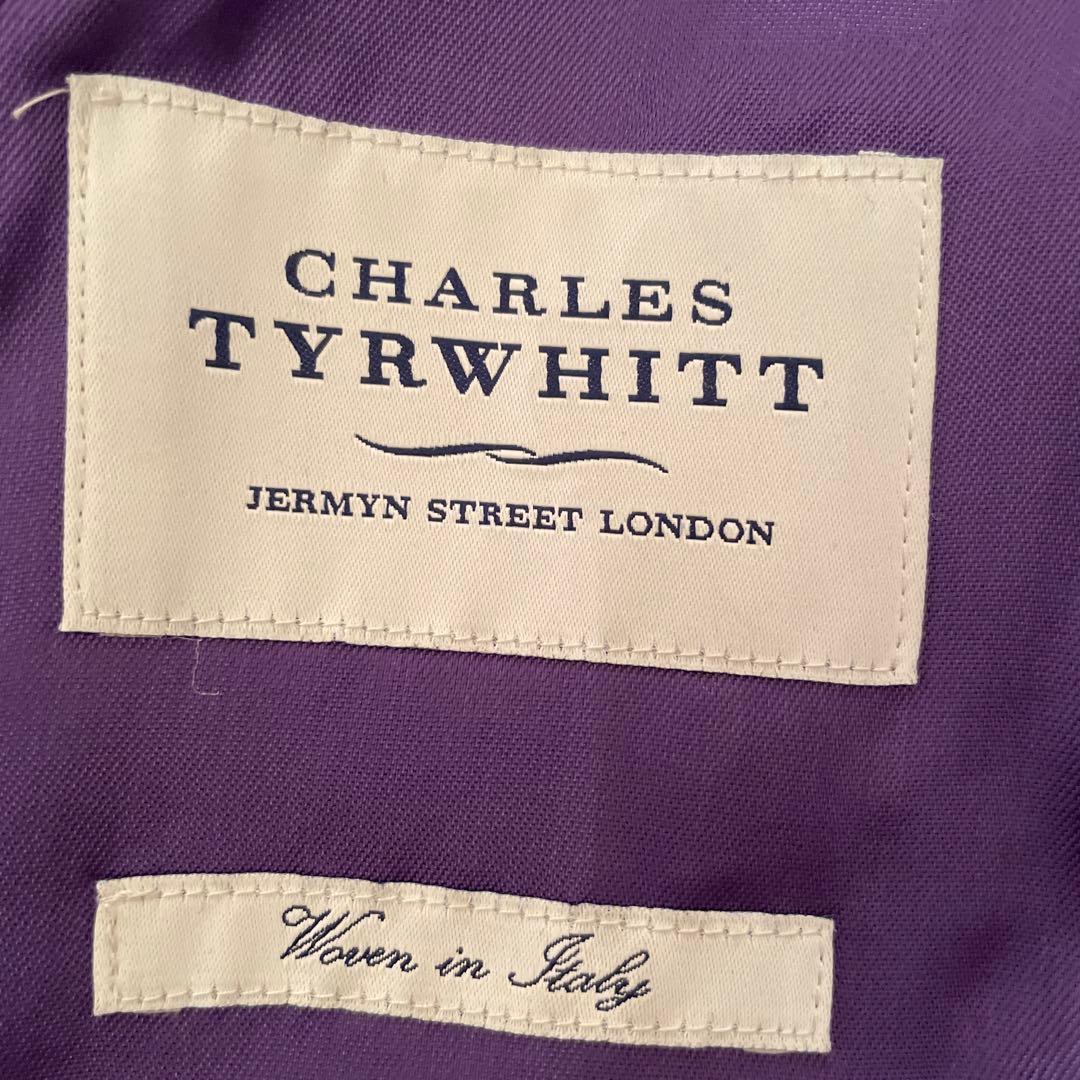 CHARLES
TYRWHITT
JERMYN STREET LONDON
Woven in Italy